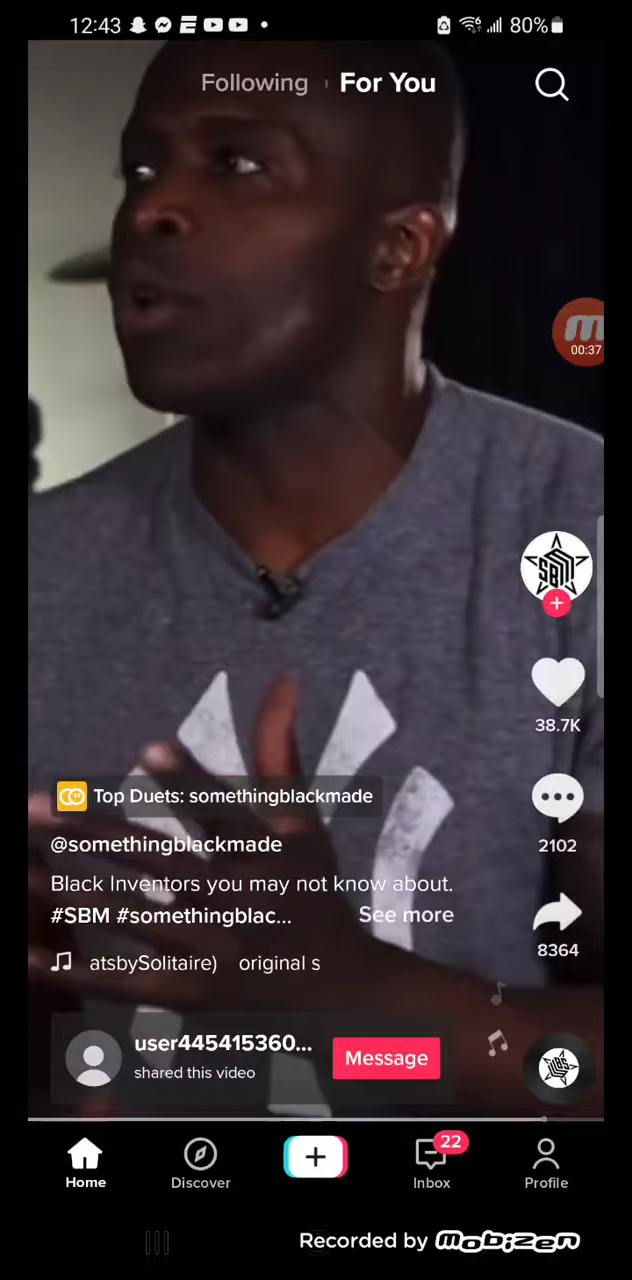 12:43
80%
Following
For You
00:37
SBM
38.7K
Top Duets: somethingblackmade
2102
@somethingblackmade
Black Inventors you may not know about.
#SBM #somethingblac... See more
8364
atsbySolitaire) original s
user445415360...
shared this video
Message
22
Home
Discover
Inbox
Profile
Recorded by mobizen